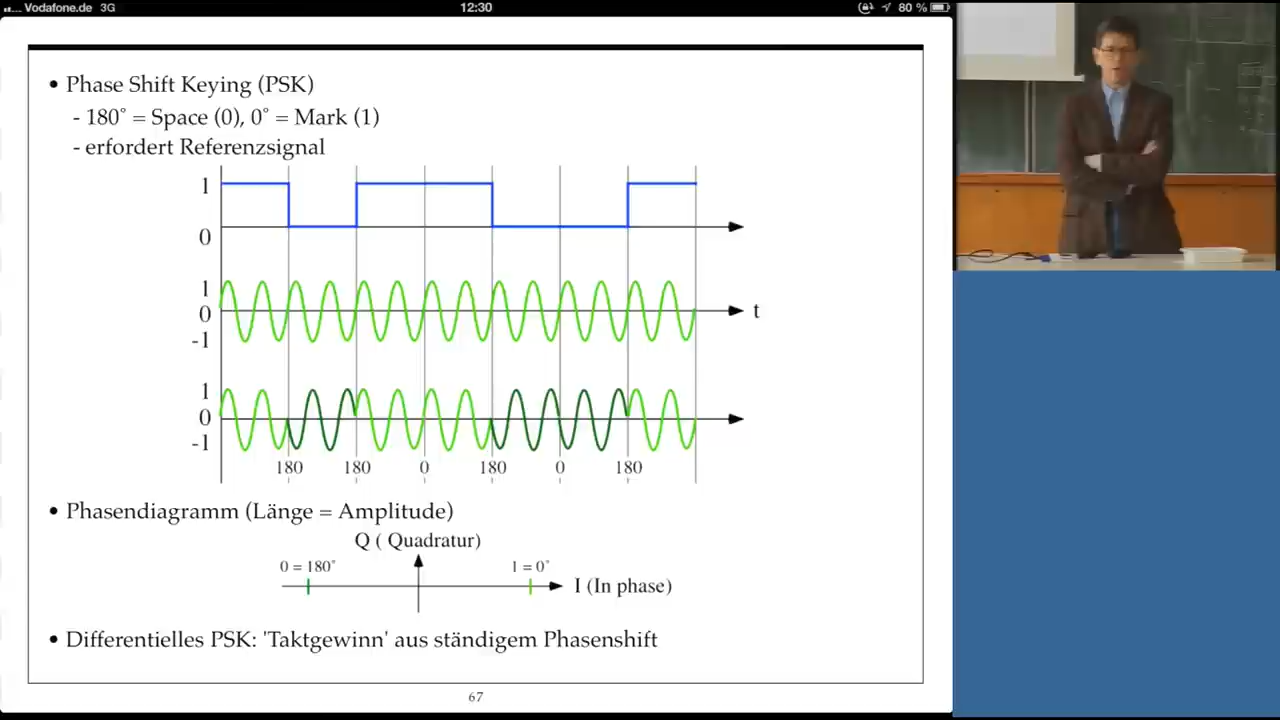 Vodafone.de 3G 12:30 80 %
• Phase Shift Keying (PSK)
- 180° = Space (0), 0° = Mark (1)
- erfordert Referenzsignal
1
0
1
0
-1
t
1
0
-1
180 180 0 180 0 180
• Phasendiagramm (Länge = Amplitude)
Q ( Quadratur)
0 = 180° 1 = 0°
I (In phase)
• Differentielles PSK: 'Taktgewinn' aus ständigem Phasenshift
67